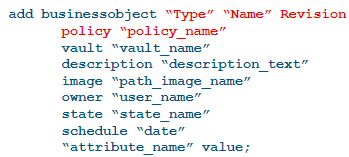 add businessobject “Type” “Name” Revision
policy “policy_name”
vault “vault_name”
description “description_text”
image “path_image_name”
owner “user_name”
state “state_name”
schedule “date”
“attribute_name” value;